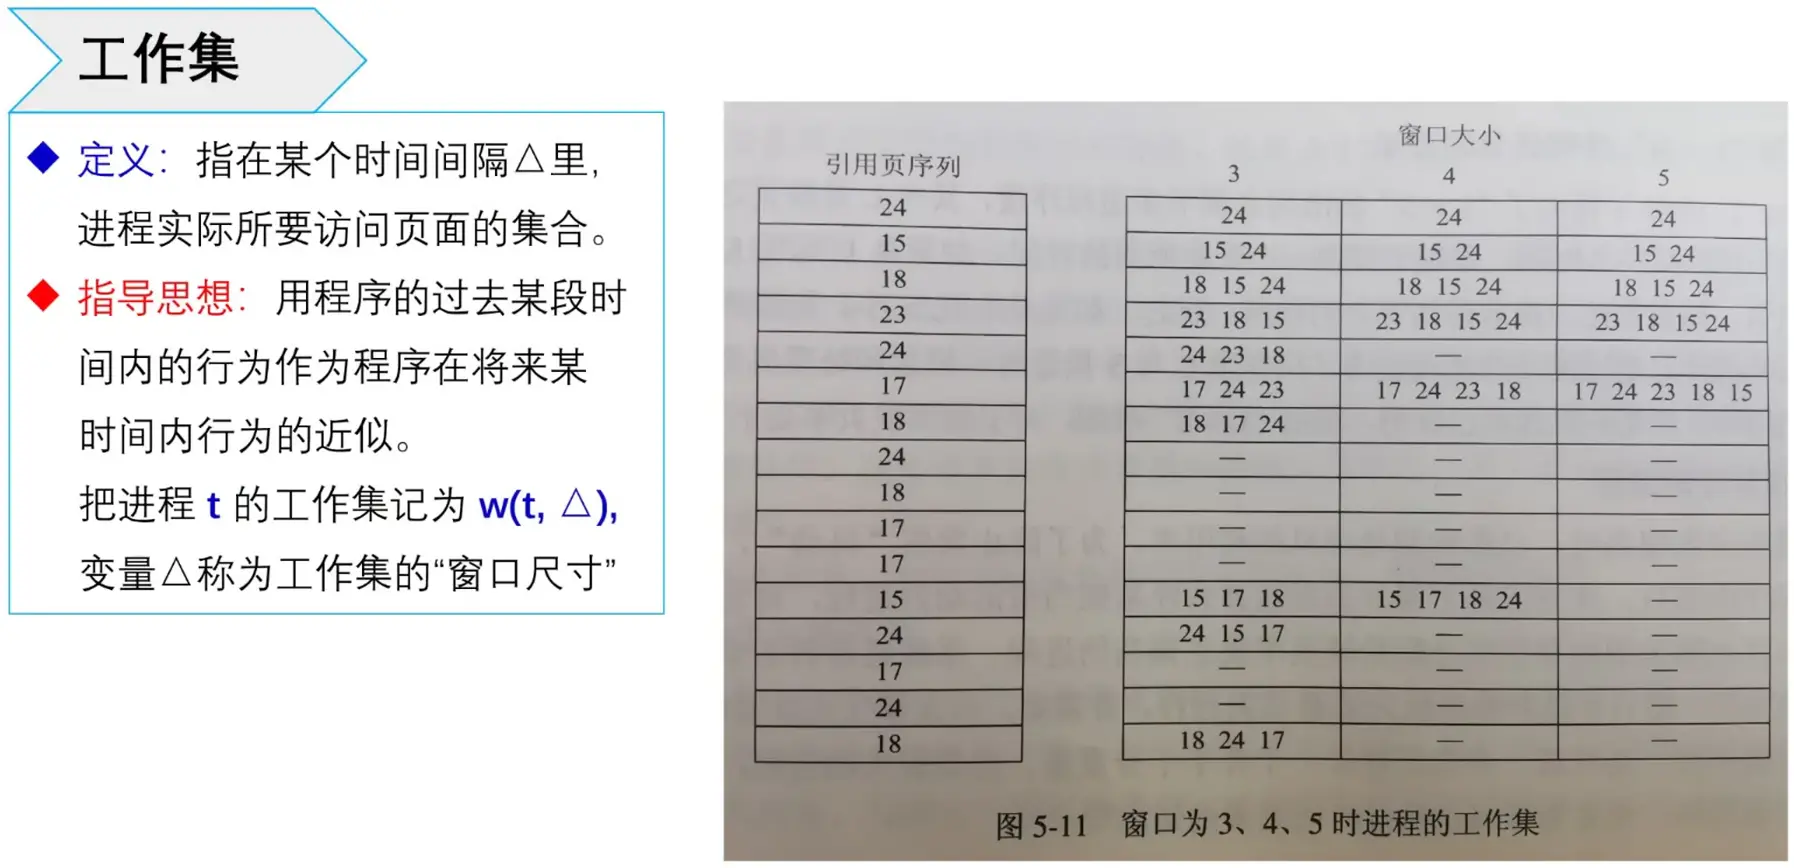 工作集
◆ 定义：指在某个时间间隔△里，
进程实际所要访问页面的集合。
◆ 指导思想：用程序的过去某段时
间内的行为作为程序在将来某
时间内行为的近似。
把进程 t 的工作集记为 w(t, △),
变量△称为工作集的“窗口尺寸”
窗口大小
引用页序列 3 4 5
24 24 24 24
15 15 24 15 24 15 24
18 18 15 24 18 15 24 18 15 24
23 23 18 15 23 18 15 24 23 18 15 24
24 24 23 18 — —
17 17 24 23 17 24 23 18 17 24 23 18 15
18 18 17 24 — —
24 — — —
18 — — —
17 — — —
17 — — —
15 15 17 18 15 17 18 24 —
24 24 15 17 — —
17 — — —
24 — — —
18 18 24 17 — —
图 5-11 窗口为 3、4、5 时进程的工作集